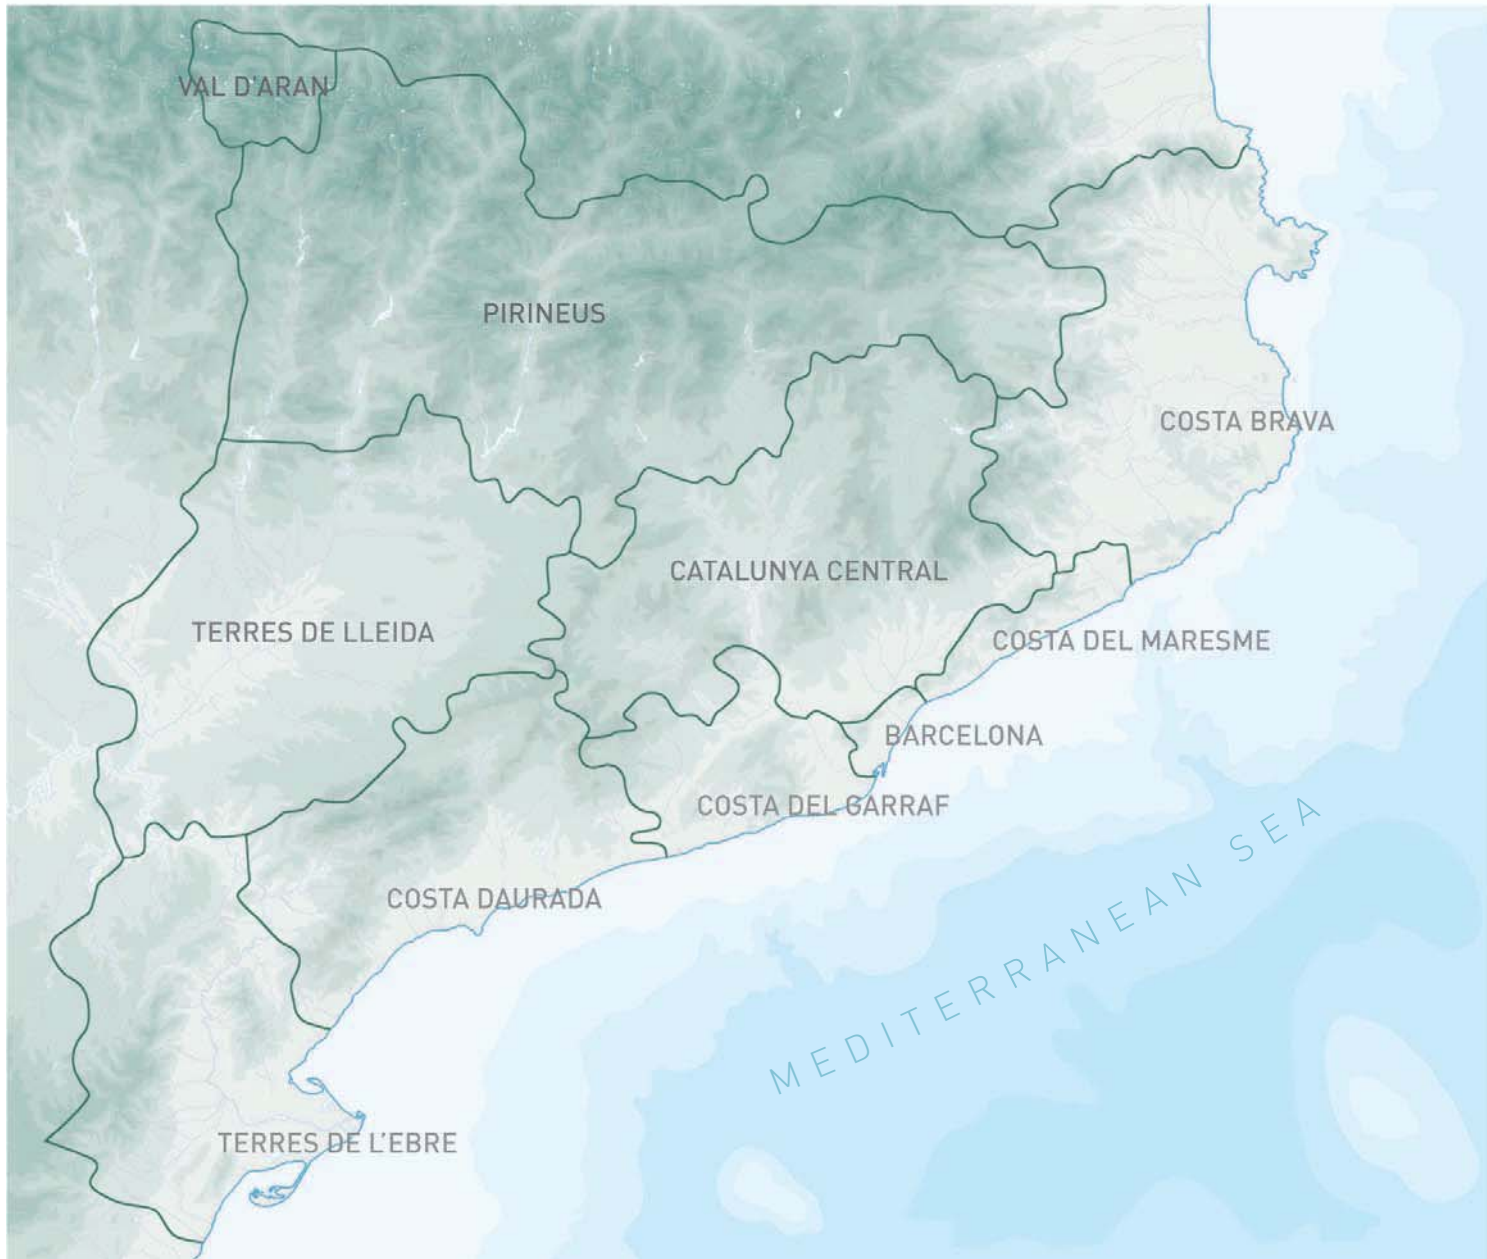 VAL D'ARAN
PIRINEUS
COSTA BRAVA
CATALUNYA CENTRAL
TERRES DE LLEIDA
COSTA DEL MARESME
BARCELONA
COSTA DEL GARRAF
COSTA DAURADA
MEDITERRANEAN SEA
TERRES DE L'EBRE